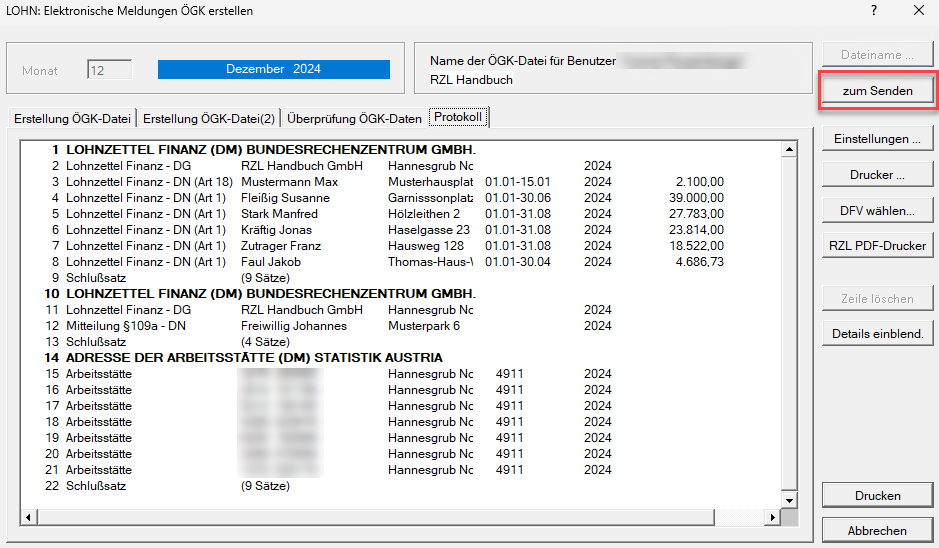 LOHN: Elektronische Meldungen ÖGK erstellen
?
Monat 12 Dezember 2024
Name der ÖGK-Datei für Benutzer
RZL Handbuch
Dateiname ...
zum Senden
Erstellung ÖGK-Datei Erstellung ÖGK-Datei(2) Überprüfung ÖGK-Daten Protokoll
1 LOHNZETTEL FINANZ (DM) BUNDESRECHENZENTRUM GMBH.
2 Lohnzettel Finanz - DG RZL Handbuch GmbH Hannesgrub Nc 2024
3 Lohnzettel Finanz - DN (Art 18) Mustermann Max Musterhausplat 01.01-15.01 2024 2.100,00
4 Lohnzettel Finanz - DN (Art 1) Fleißig Susanne Garnisssonplatz 01.01-30.06 2024 39.000,00
5 Lohnzettel Finanz - DN (Art 1) Stark Manfred Hölzleithen 2 01.01-31.08 2024 27.783,00
6 Lohnzettel Finanz - DN (Art 1) Kräftig Jonas Haselgasse 23 01.01-31.08 2024 23.814,00
7 Lohnzettel Finanz - DN (Art 1) Zutrager Franz Hausweg 128 01.01-31.08 2024 18.522,00
8 Lohnzettel Finanz - DN (Art 1) Faul Jakob Thomas-Haus-\ 01.01-30.04 2024 4.686,73
9 Schlußsatz (9 Sätze)
10 LOHNZETTEL FINANZ (DM) BUNDESRECHENZENTRUM GMBH.
11 Lohnzettel Finanz - DG RZL Handbuch GmbH Hannesgrub Nc 2024
12 Mitteilung §109a - DN Freiwillig Johannes Musterpark 6 2024
13 Schlußsatz (4 Sätze)
14 ADRESSE DER ARBEITSSTÄTTE (DM) STATISTIK AUSTRIA
15 Arbeitsstätte Hannesgrub Nc 4911 2024
16 Arbeitsstätte Hannesgrub Nc 4911 2024
17 Arbeitsstätte Hannesgrub Nc 4911 2024
18 Arbeitsstätte Hannesgrub Nc 4911 2024
19 Arbeitsstätte Hannesgrub Nc 4911 2024
20 Arbeitsstätte Hannesgrub Nc 4911 2024
21 Arbeitsstätte Hannesgrub Nc 4911 2024
22 Schlußsatz (9 Sätze)
Einstellungen ...
Drucker ...
DFV wählen...
RZL PDF-Drucker
Zeile löschen
Details einblend.
Drucken
Abbrechen